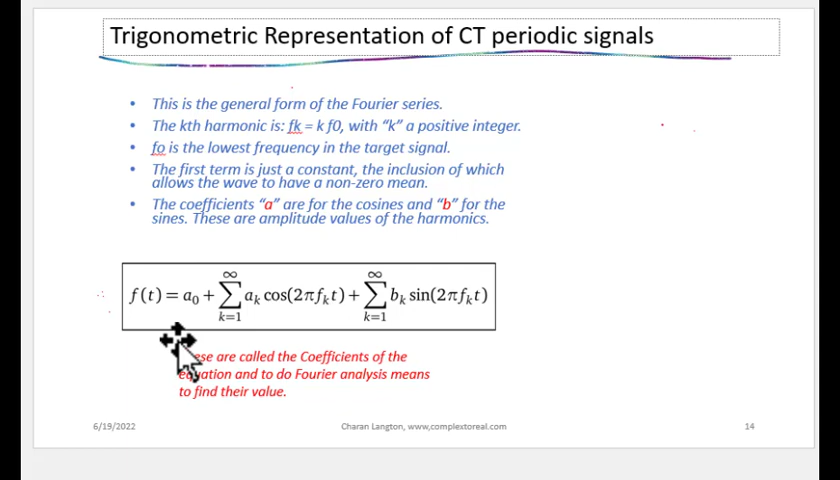 Trigonometric Representation of CT periodic signals
• This is the general form of the Fourier series.
• The kth harmonic is: fk = k f0, with “k” a positive integer.
• fo is the lowest frequency in the target signal.
• The first term is just a constant, the inclusion of which
allows the wave to have a non-zero mean.
• The coefficients “a” are for the cosines and “b” for the
sines. These are amplitude values of the harmonics.
f(t) = a₀ + ∑_{k=1}^{∞} aₖ cos(2πfₖt) + ∑_{k=1}^{∞} bₖ sin(2πfₖt)
are called the Coefficients of the
and to do Fourier analysis means
to find their value.
6/19/2022 Charan Langton, www,complextoreal.com 14